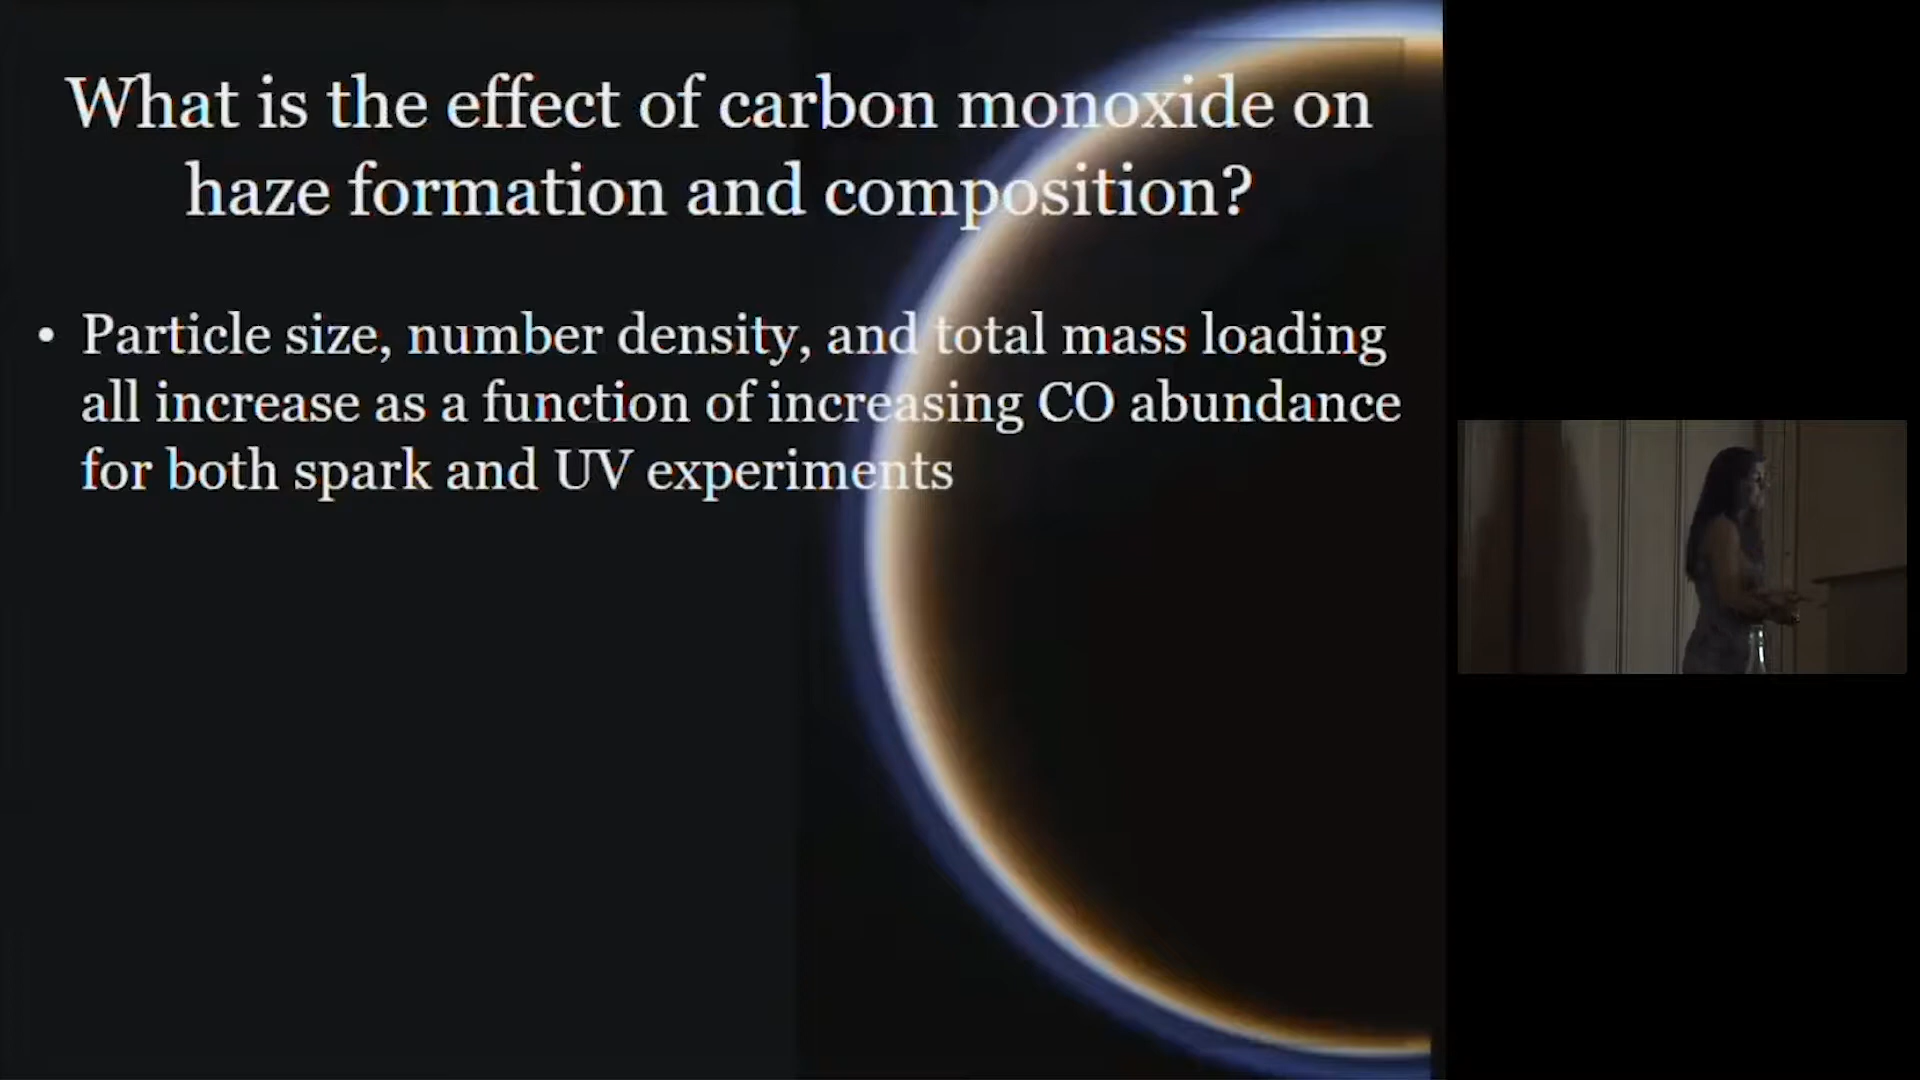 What is the effect of carbon monoxide on
haze formation and composition?
• Particle size, number density, and total mass loading
all increase as a function of increasing CO abundance
for both spark and UV experiments